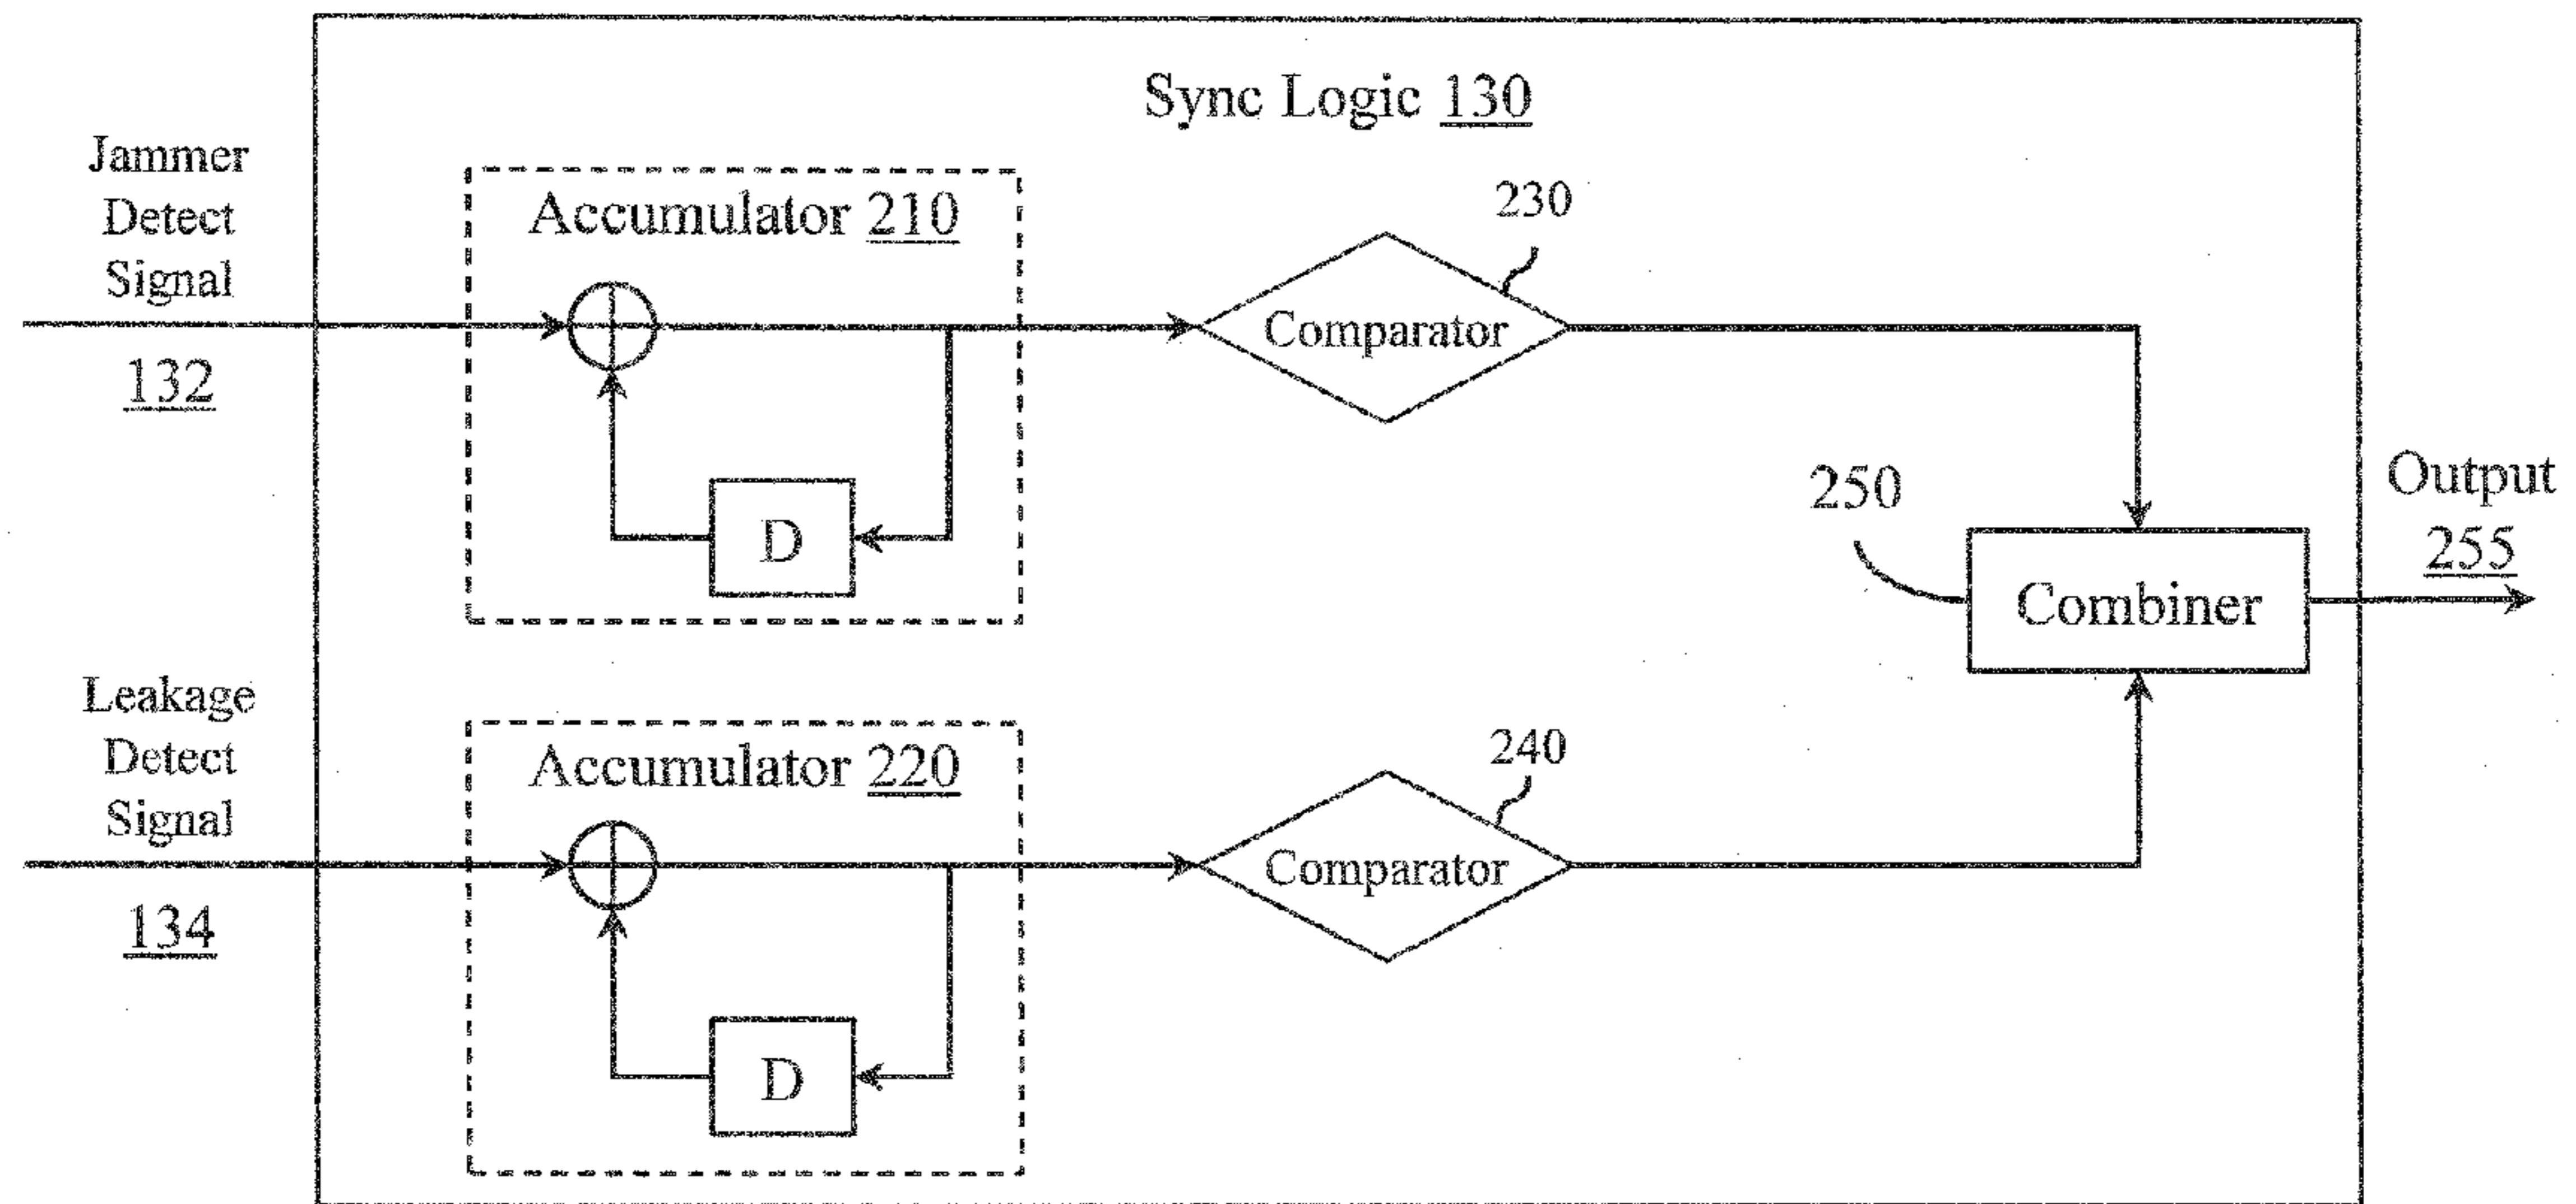 Sync Logic 130
Jammer
Detect
Signal
132
Accumulator 210
D
230
Comparator
250
Combiner
Output
255
Leakage
Detect
Signal
134
Accumulator 220
D
240
Comparator